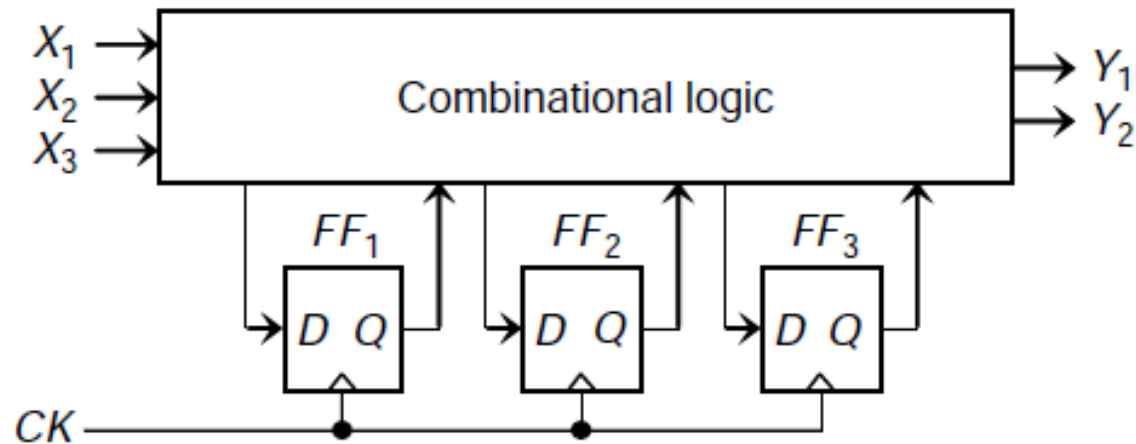 X1
X2
X3
Combinational logic
Y1
Y2
FF1
FF2
FF3
D Q
D Q
D Q
CK